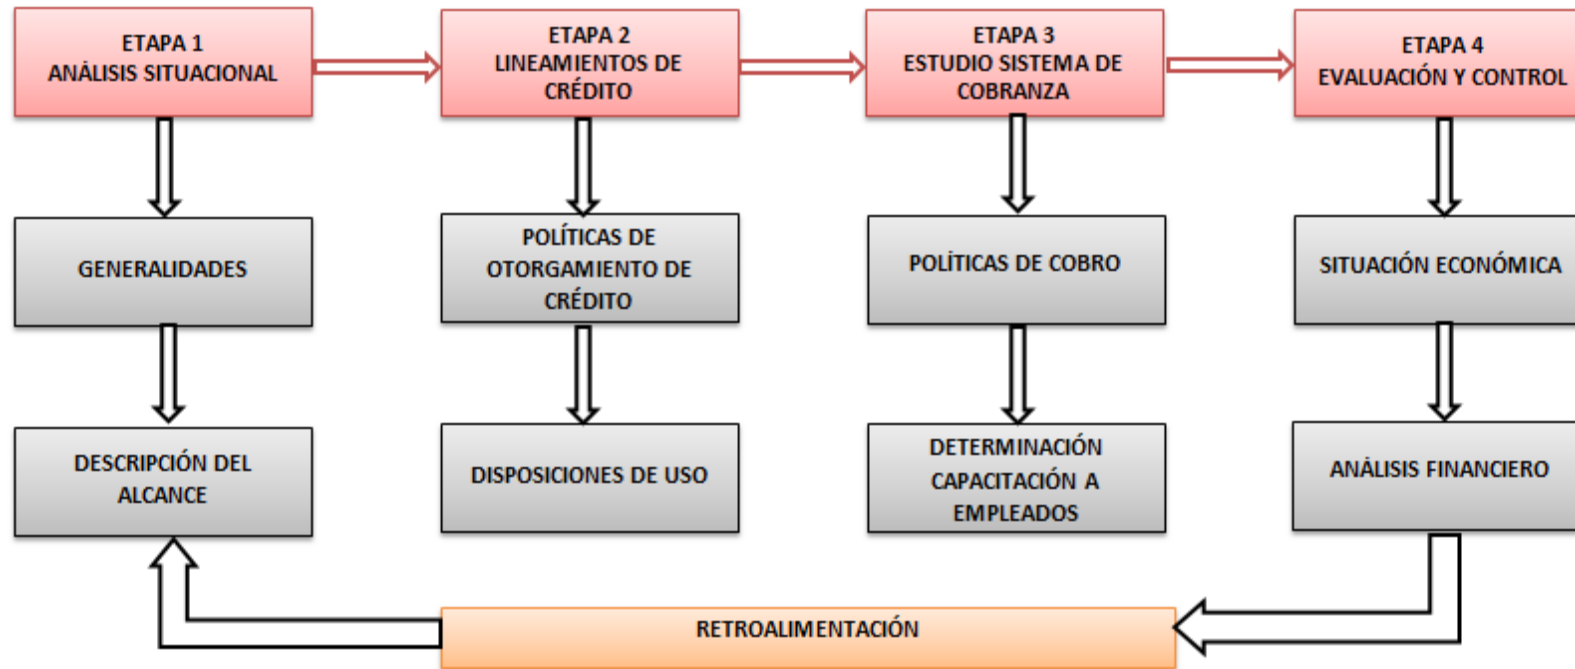 ETAPA 1
ANÁLISIS SITUACIONAL
ETAPA 2
LINEAMIENTOS DE
CRÉDITO
ETAPA 3
ESTUDIO SISTEMA DE
COBRANZA
ETAPA 4
EVALUACIÓN Y CONTROL
GENERALIDADES
POLÍTICAS DE
OTORGAMIENTO DE
CRÉDITO
POLÍTICAS DE COBRO
SITUACIÓN ECONÓMICA
DESCRIPCIÓN DEL
ALCANCE
DISPOSICIONES DE USO
DETERMINACIÓN
CAPACITACIÓN A
EMPLEADOS
ANÁLISIS FINANCIERO
RETROALIMENTACIÓN